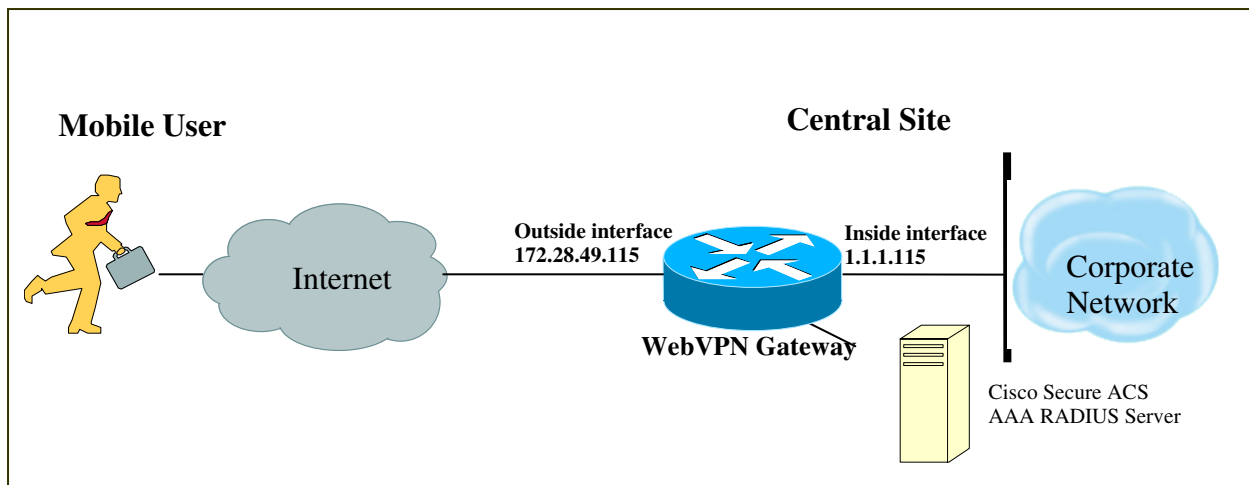 Mobile User
Central Site
Internet
Outside interface
172.28.49.115
Inside interface
1.1.1.115
WebVPN Gateway
Corporate
Network
Cisco Secure ACS
AAA RADIUS Server